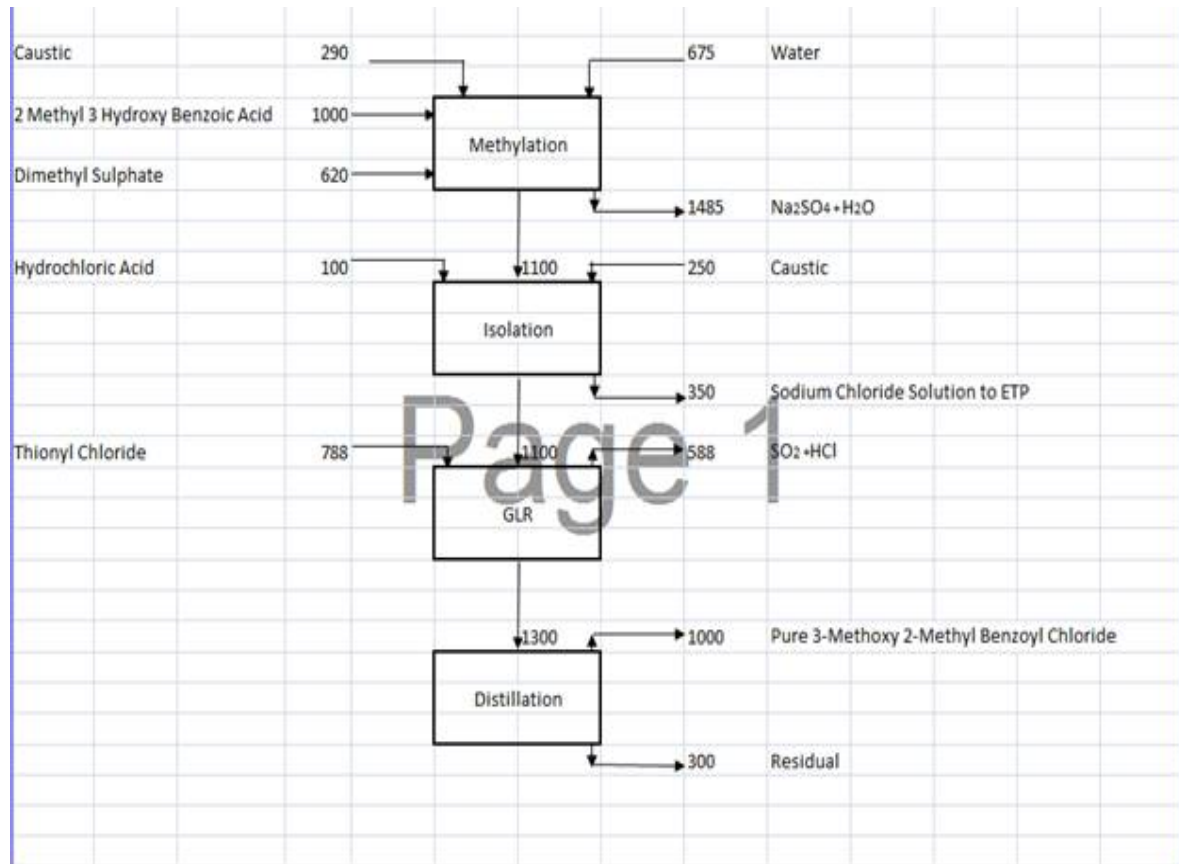 Caustic 290 675 Water
2 Methyl 3 Hydroxy Benzoic Acid 1000
Methylation
Dimethyl Sulphate 620
1485 Na2SO4+H2O
Hydrochloric Acid 100 1100 250 Caustic
Isolation
350 Sodium Chloride Solution to ETP
Page 1
Thionyl Chloride 788 1100 588 SO2+HCl
GLR
1300 1000 Pure 3-Methoxy 2-Methyl Benzoyl Chloride
Distillation
300 Residual